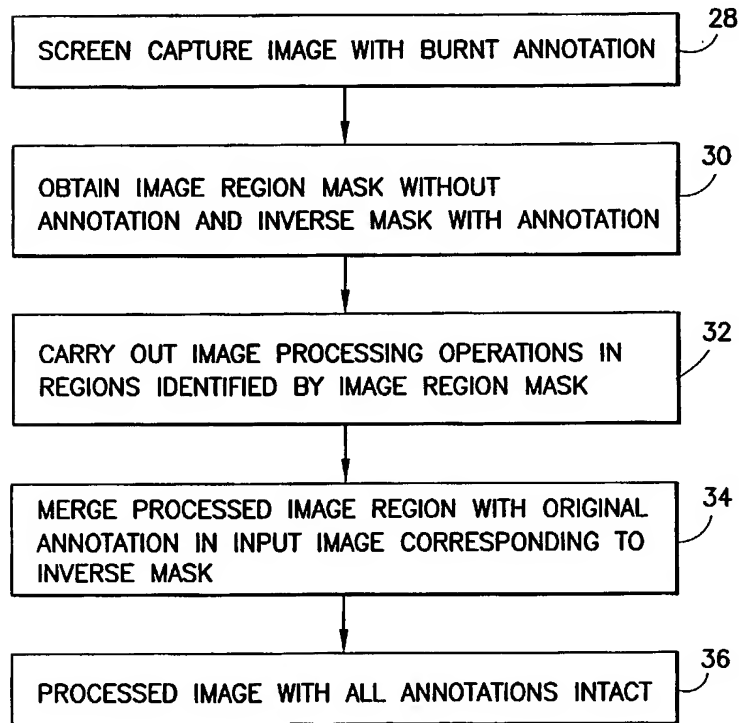 28
SCREEN CAPTURE IMAGE WITH BURNT ANNOTATION
30
OBTAIN IMAGE REGION MASK WITHOUT
ANNOTATION AND INVERSE MASK WITH ANNOTATION
32
CARRY OUT IMAGE PROCESSING OPERATIONS IN
REGIONS IDENTIFIED BY IMAGE REGION MASK
34
MERGE PROCESSED IMAGE REGION WITH ORIGINAL
ANNOTATION IN INPUT IMAGE CORRESPONDING TO
INVERSE MASK
36
PROCESSED IMAGE WITH ALL ANNOTATIONS INTACT